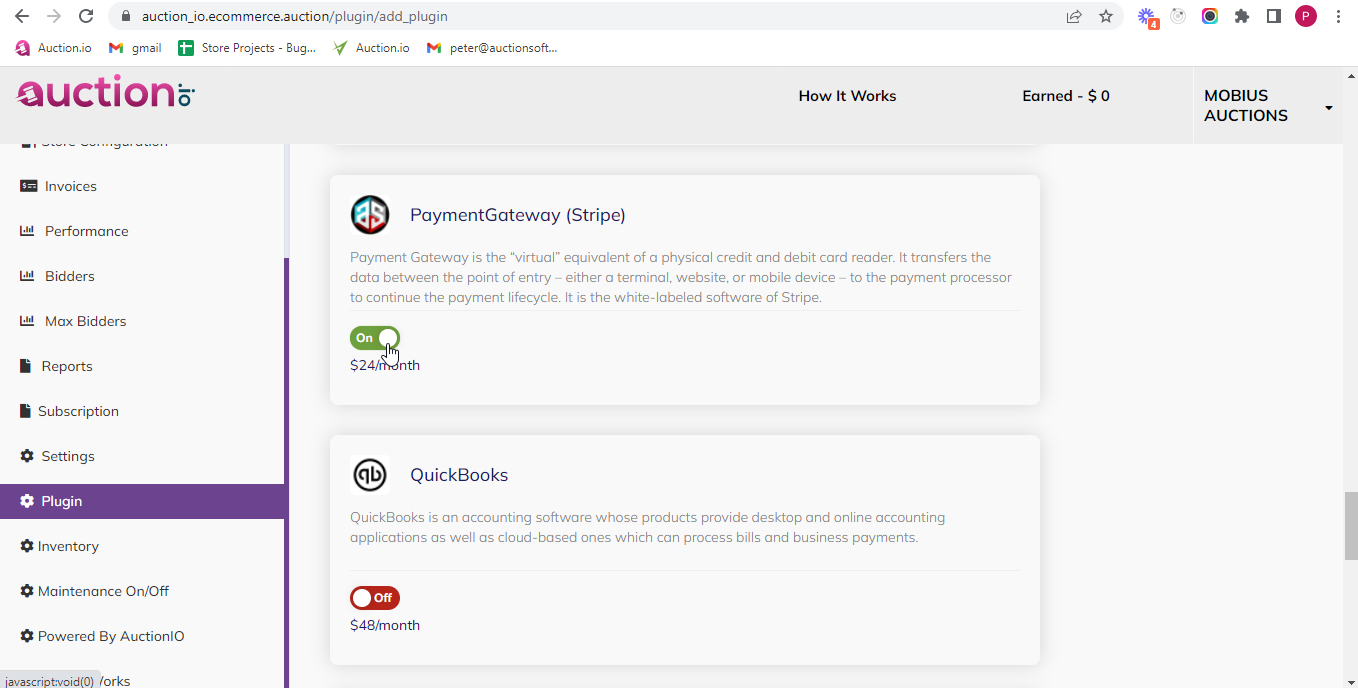 auction_io.ecommerce.auction/plugin/add_plugin
4
P
Auction.io
gmail
Store Projects - Bug...
Auction.io
peter@auctionsoft...
auction.io
How It Works
Earned - $ 0
MOBIUS
AUCTIONS
Store Configuration
Invoices
Performance
Bidders
Max Bidders
Reports
Subscription
Settings
Plugin
Inventory
Maintenance On/Off
Powered By AuctionIO
javascript:void(0)
PaymentGateway (Stripe)
Payment Gateway is the “virtual” equivalent of a physical credit and debit card reader. It transfers the
data between the point of entry – either a terminal, website, or mobile device – to the payment processor
to continue the payment lifecycle. It is the white-labeled software of Stripe.
On
$24/month
qb
QuickBooks
QuickBooks is an accounting software whose products provide desktop and online accounting
applications as well as cloud-based ones which can process bills and business payments.
Off
$48/month